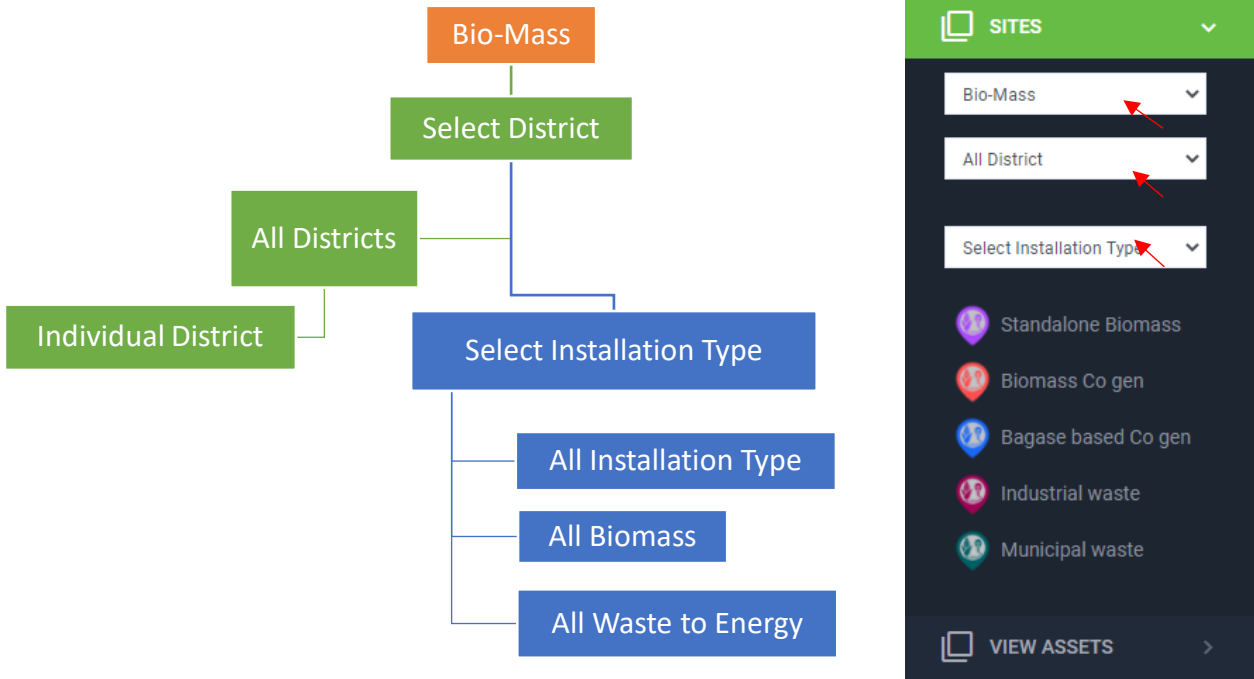 Bio-Mass
Select District
All Districts
Individual District
Select Installation Type
All Installation Type
All Biomass
All Waste to Energy
SITES
Bio-Mass
All District
Select Installation Type
Standalone Biomass
Biomass Co gen
Bagase based Co gen
Industrial waste
Municipal waste
VIEW ASSETS